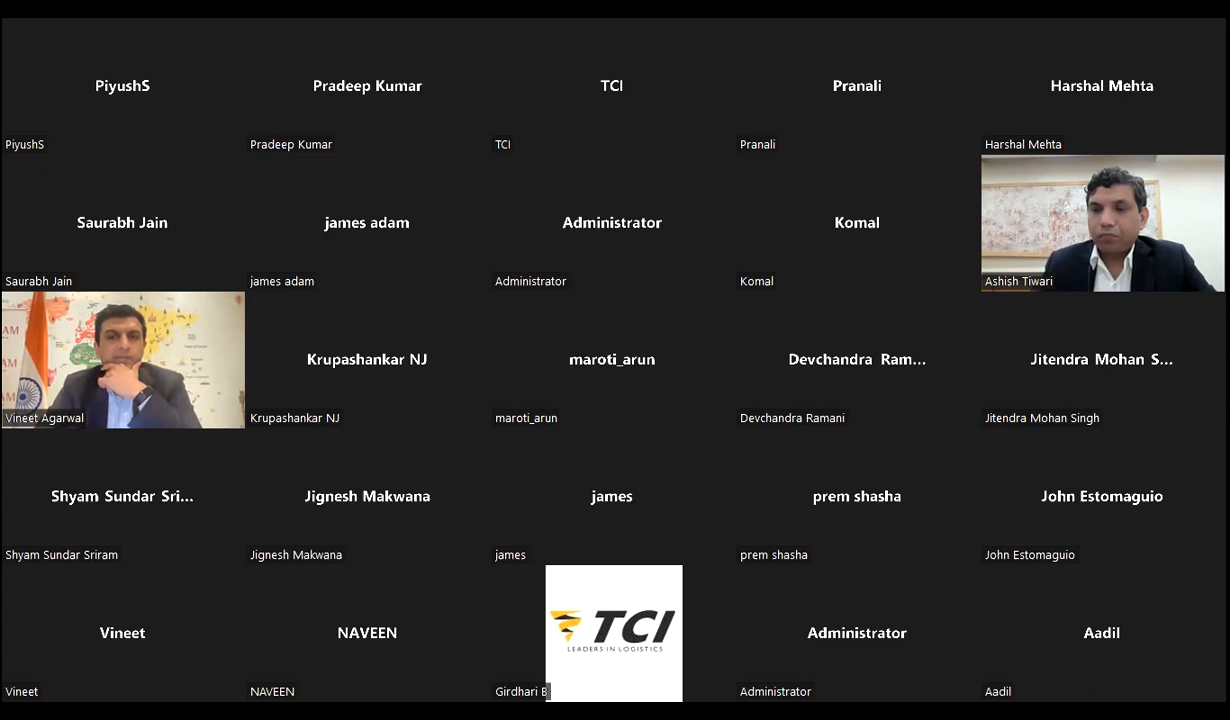 PiyushS
Pradeep Kumar
TCI
Pranali
Harshal Mehta
PiyushS
Pradeep Kumar
TCI
Pranali
Harshal Mehta
Saurabh Jain
james adam
Administrator
Komal
Saurabh Jain
james adam
Administrator
Komal
Ashish Tiwari
Krupashankar NJ
maroti_arun
Devchandra Ram...
Jitendra Mohan S...
Vineet Agarwal
Krupashankar NJ
maroti_arun
Devchandra Ramani
Jitendra Mohan Singh
Shyam Sundar Sri...
Jignesh Makwana
james
prem shasha
John Estomaguio
Shyam Sundar Sriram
Jignesh Makwana
james
prem shasha
John Estomaguio
Vineet
NAVEEN
TCI
LEADERS IN LOGISTICS
Administrator
Aadil
Vineet
NAVEEN
Girdhari B
Administrator
Aadil